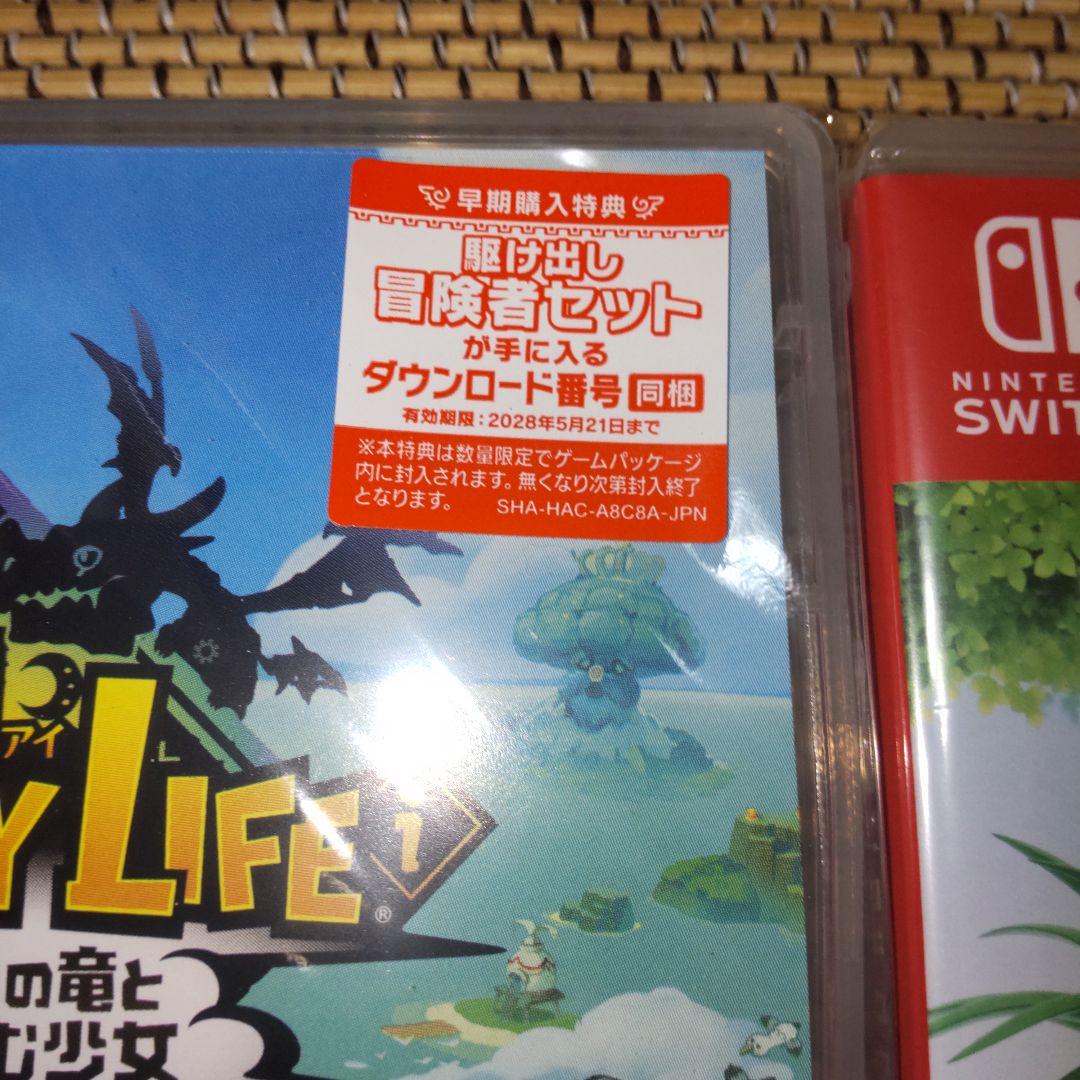 早期購入特典
駆け出し
冒険者セット
が手に入る
ダウンロード番号 同梱
有効期限：2028年5月21日まで
※本特典は数量限定でゲームパッケージ
内に封入されます。無くなり次第封入終了
となります。 SHA-HAC-A8C8A-JPN
NINTE
SWIT
アイ
Y LIFE i
®
の竜と
む少女